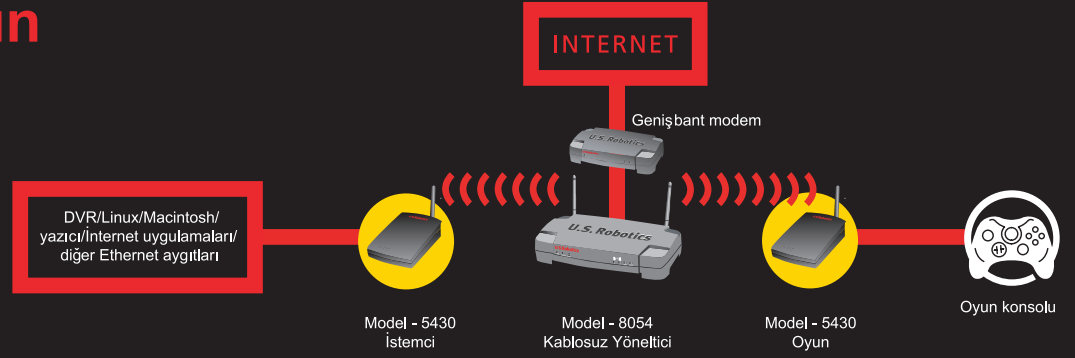 INTERNET
Genişbant modem
U.S. Robotics
U.S. Robotics
DVR/Linux/Macintosh/
yazıcı/İnternet uygulamaları/
diğer Ethernet aygıtları
Model - 5430
İstemci
Model - 8054
Kablosuz Yöneltici
Model - 5430
Oyun
Oyun konsolu